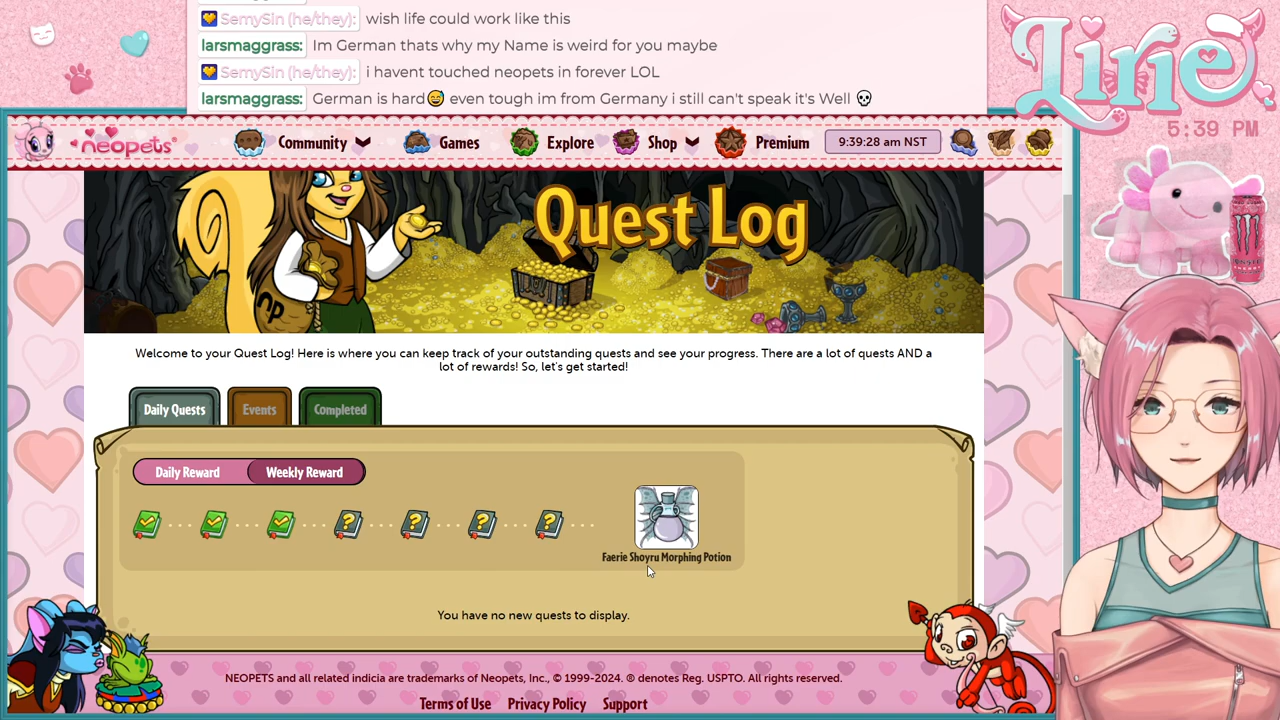 SemySin (he/they): wish life could work like this
larsmaggrass: Im German thats why my Name is weird for you maybe
SemySin (he/they): i havent touched neopets in forever LOL
larsmaggrass: German is hard😅 even tough im from Germany i still can't speak it's Well 💀
Lirie
5:39 PM
neopets
Community
Games
Explore
Shop
Premium
9:39:28 am NST
Quest Log
NP
Welcome to your Quest Log! Here is where you can keep track of your outstanding quests and see your progress. There are a lot of quests AND a
lot of rewards! So, let's get started!
Daily Quests
Events
Completed
Daily Reward
Weekly Reward
Faerie Shoyru Morphing Potion
You have no new quests to display.
NEOPETS and all related indicia are trademarks of Neopets, Inc., © 1999-2024. ® denotes Reg. USPTO. All rights reserved.
Terms of Use
Privacy Policy
Support